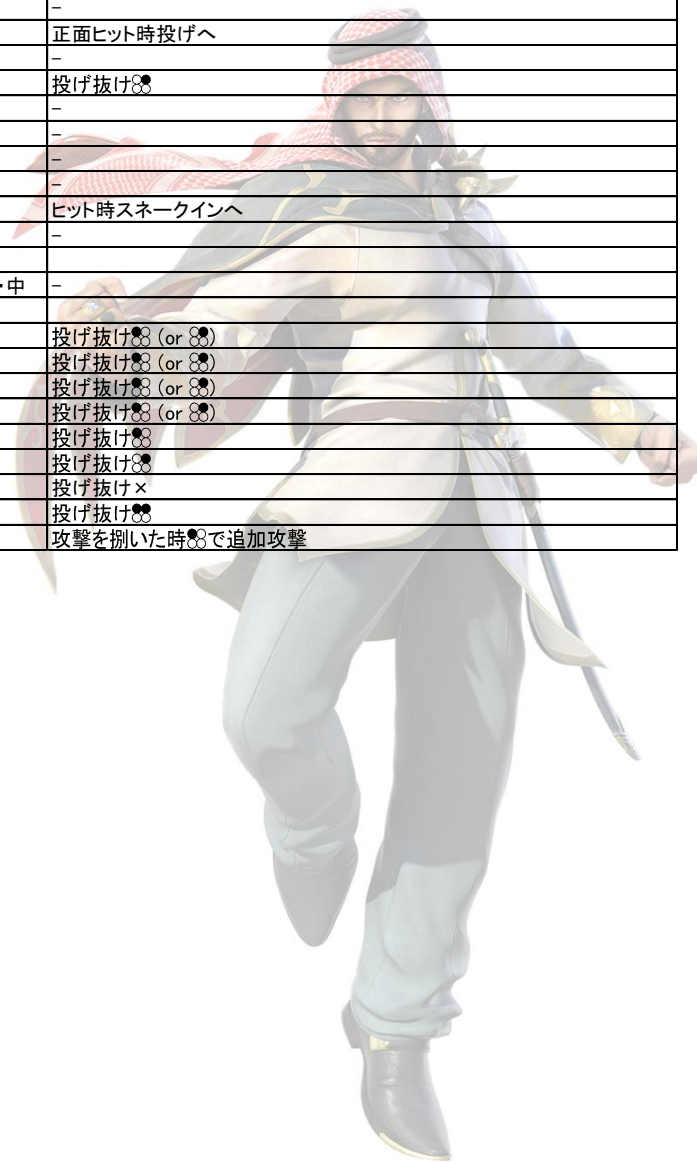 -
正面ヒット時投げへ
-
投げ抜け
-
-
-
-
ヒット時スネークインへ
-
・中 -
投げ抜け (or )
投げ抜け (or )
投げ抜け (or )
投げ抜け (or )
投げ抜け
投げ抜け
投げ抜け×
投げ抜け
攻撃を捌いた時で追加攻撃